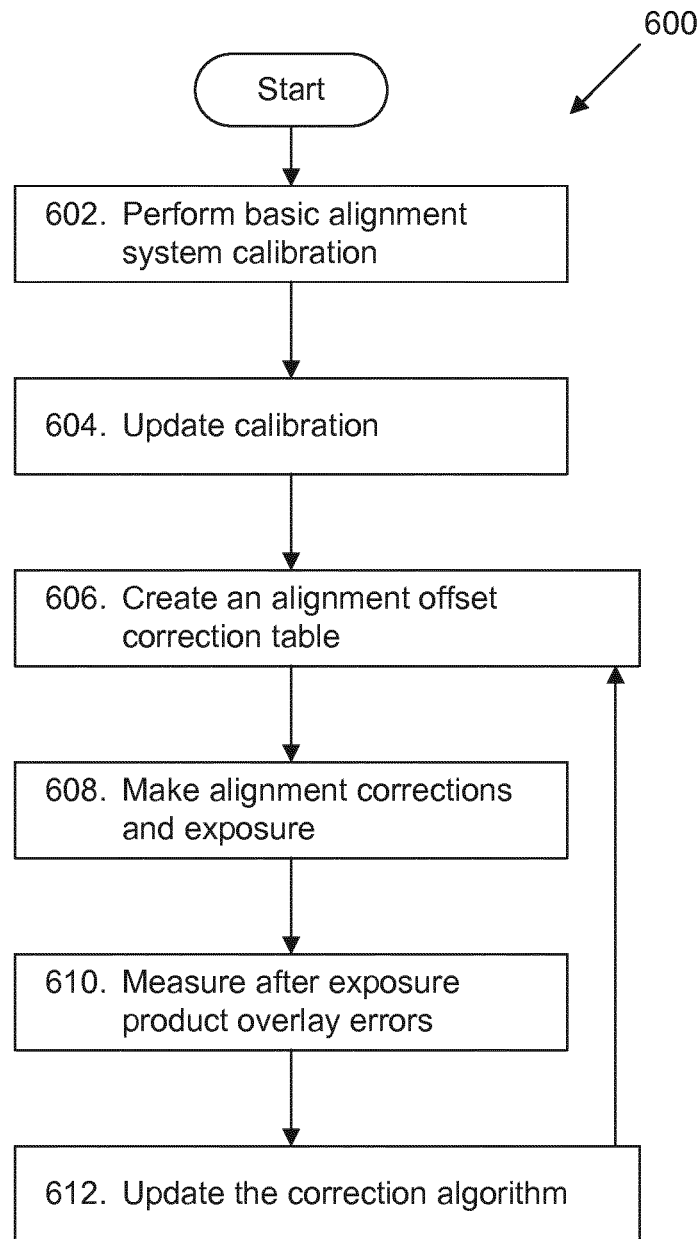 600
Start
602. Perform basic alignment
system calibration
604. Update calibration
606. Create an alignment offset
correction table
608. Make alignment corrections
and exposure
610. Measure after exposure
product overlay errors
612. Update the correction algorithm